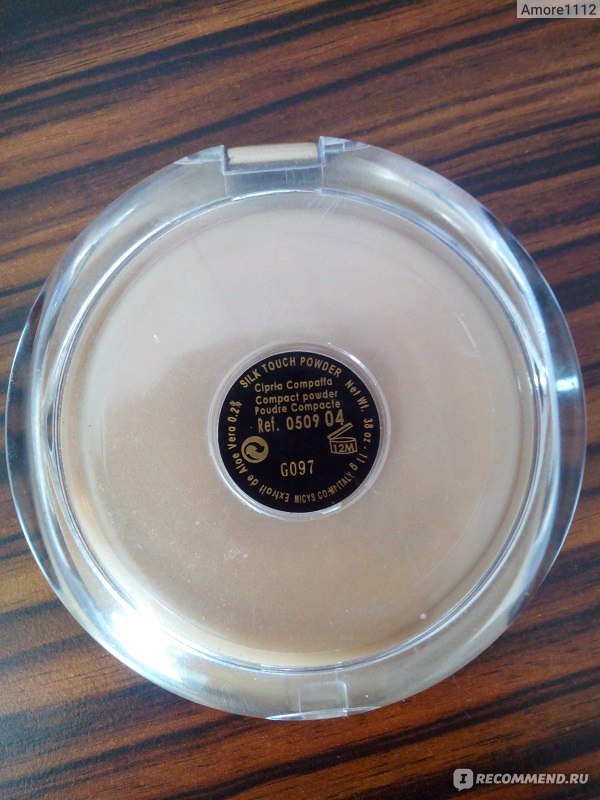 Amore1112
SILK TOUCH POWDER Net Wt. .38 oz - 11 g
Cipria Compatta
Compact powder
Poudre Compacte
Ref. 0509 04
12M
G097
Extrait de Aloe Vera 0.2%
MICYS CO-MI-ITALY
I RECOMMEND.RU